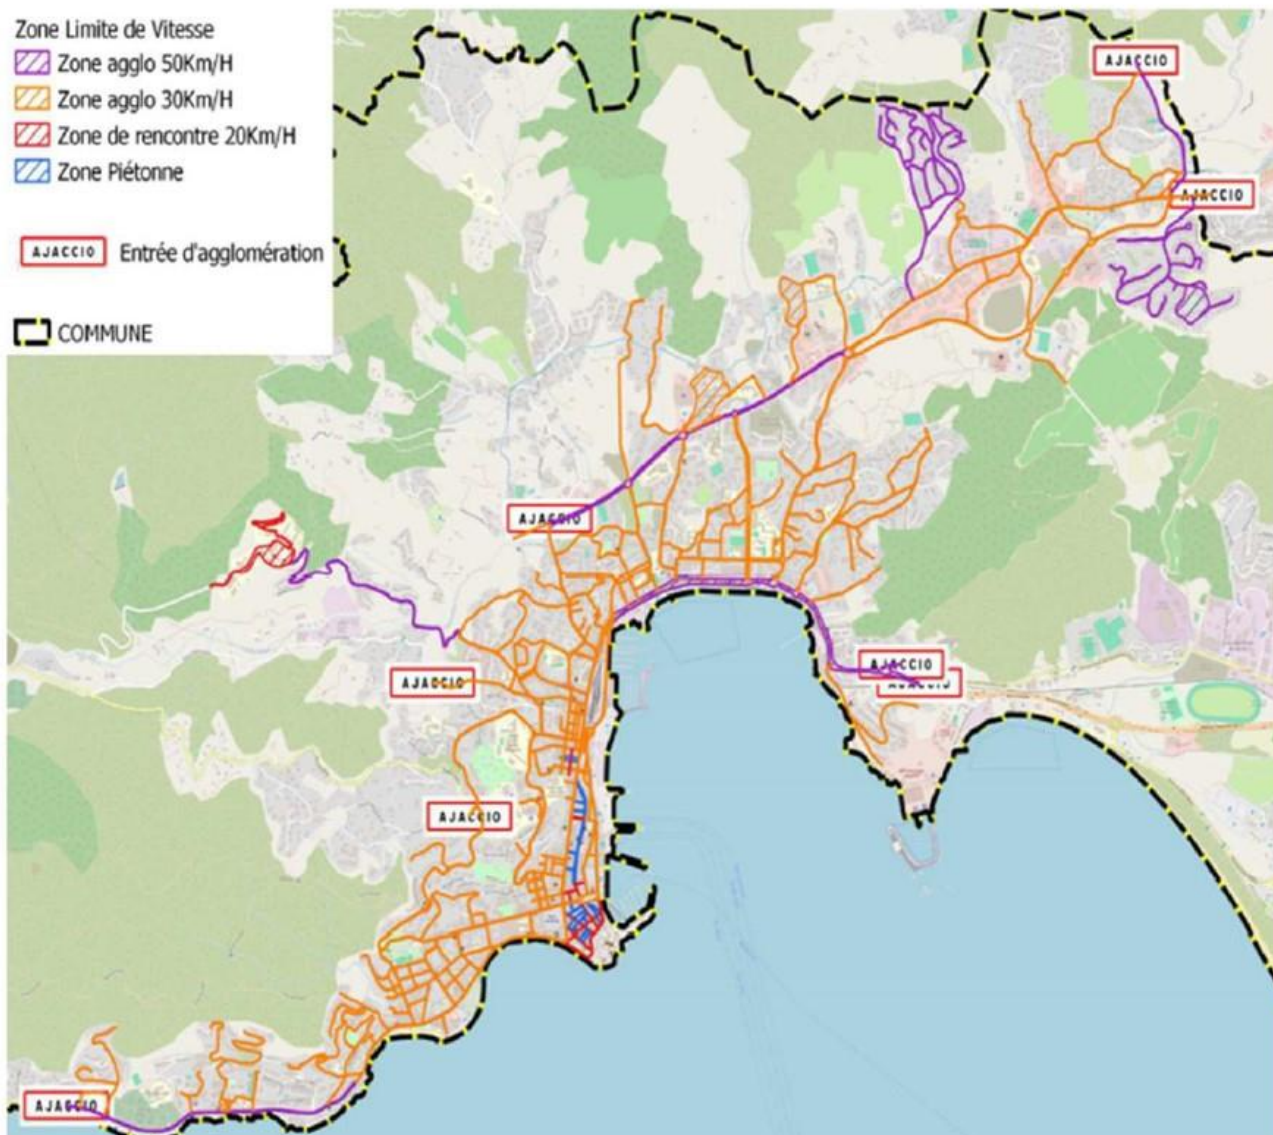 Zone Limite de Vitesse
Zone agglo 50Km/H
Zone agglo 30Km/H
Zone de rencontre 20Km/H
Zone Piétonne
AJACCIO Entrée d'agglomération
COMMUNE
AJACCIO
AJACCIO
AJACCIO
AJACCIO
AJACCIO
AJACCIO
AJACCIO
AJACCIO